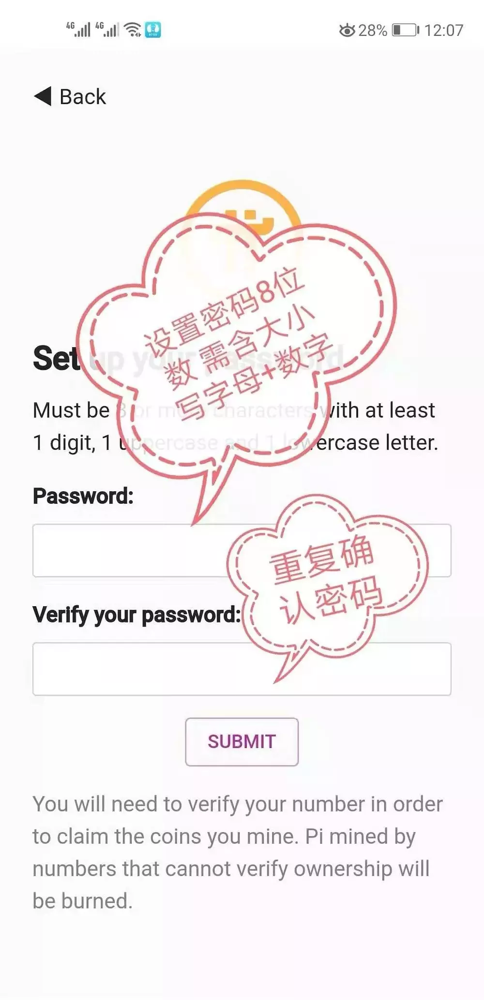 4G 4G 28% 12:07
Back
设置密码8位
数 需含大小
写字母+数字
Set up your password
Must be 8 or more characters with at least
1 digit, 1 uppercase and 1 lowercase letter.
Password:
重复确
认密码
Verify your password:
SUBMIT
You will need to verify your number in order
to claim the coins you mine. Pi mined by
numbers that cannot verify ownership will
be burned.